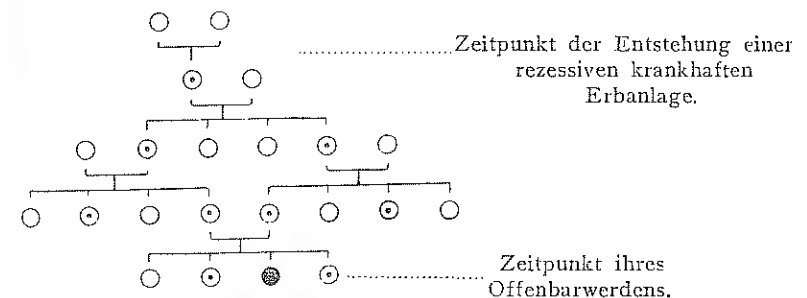 Zeitpunkt der Entstehung einer
rezessiven krankhaften
Erbanlage.
Zeitpunkt ihres
Offenbarwerdens.